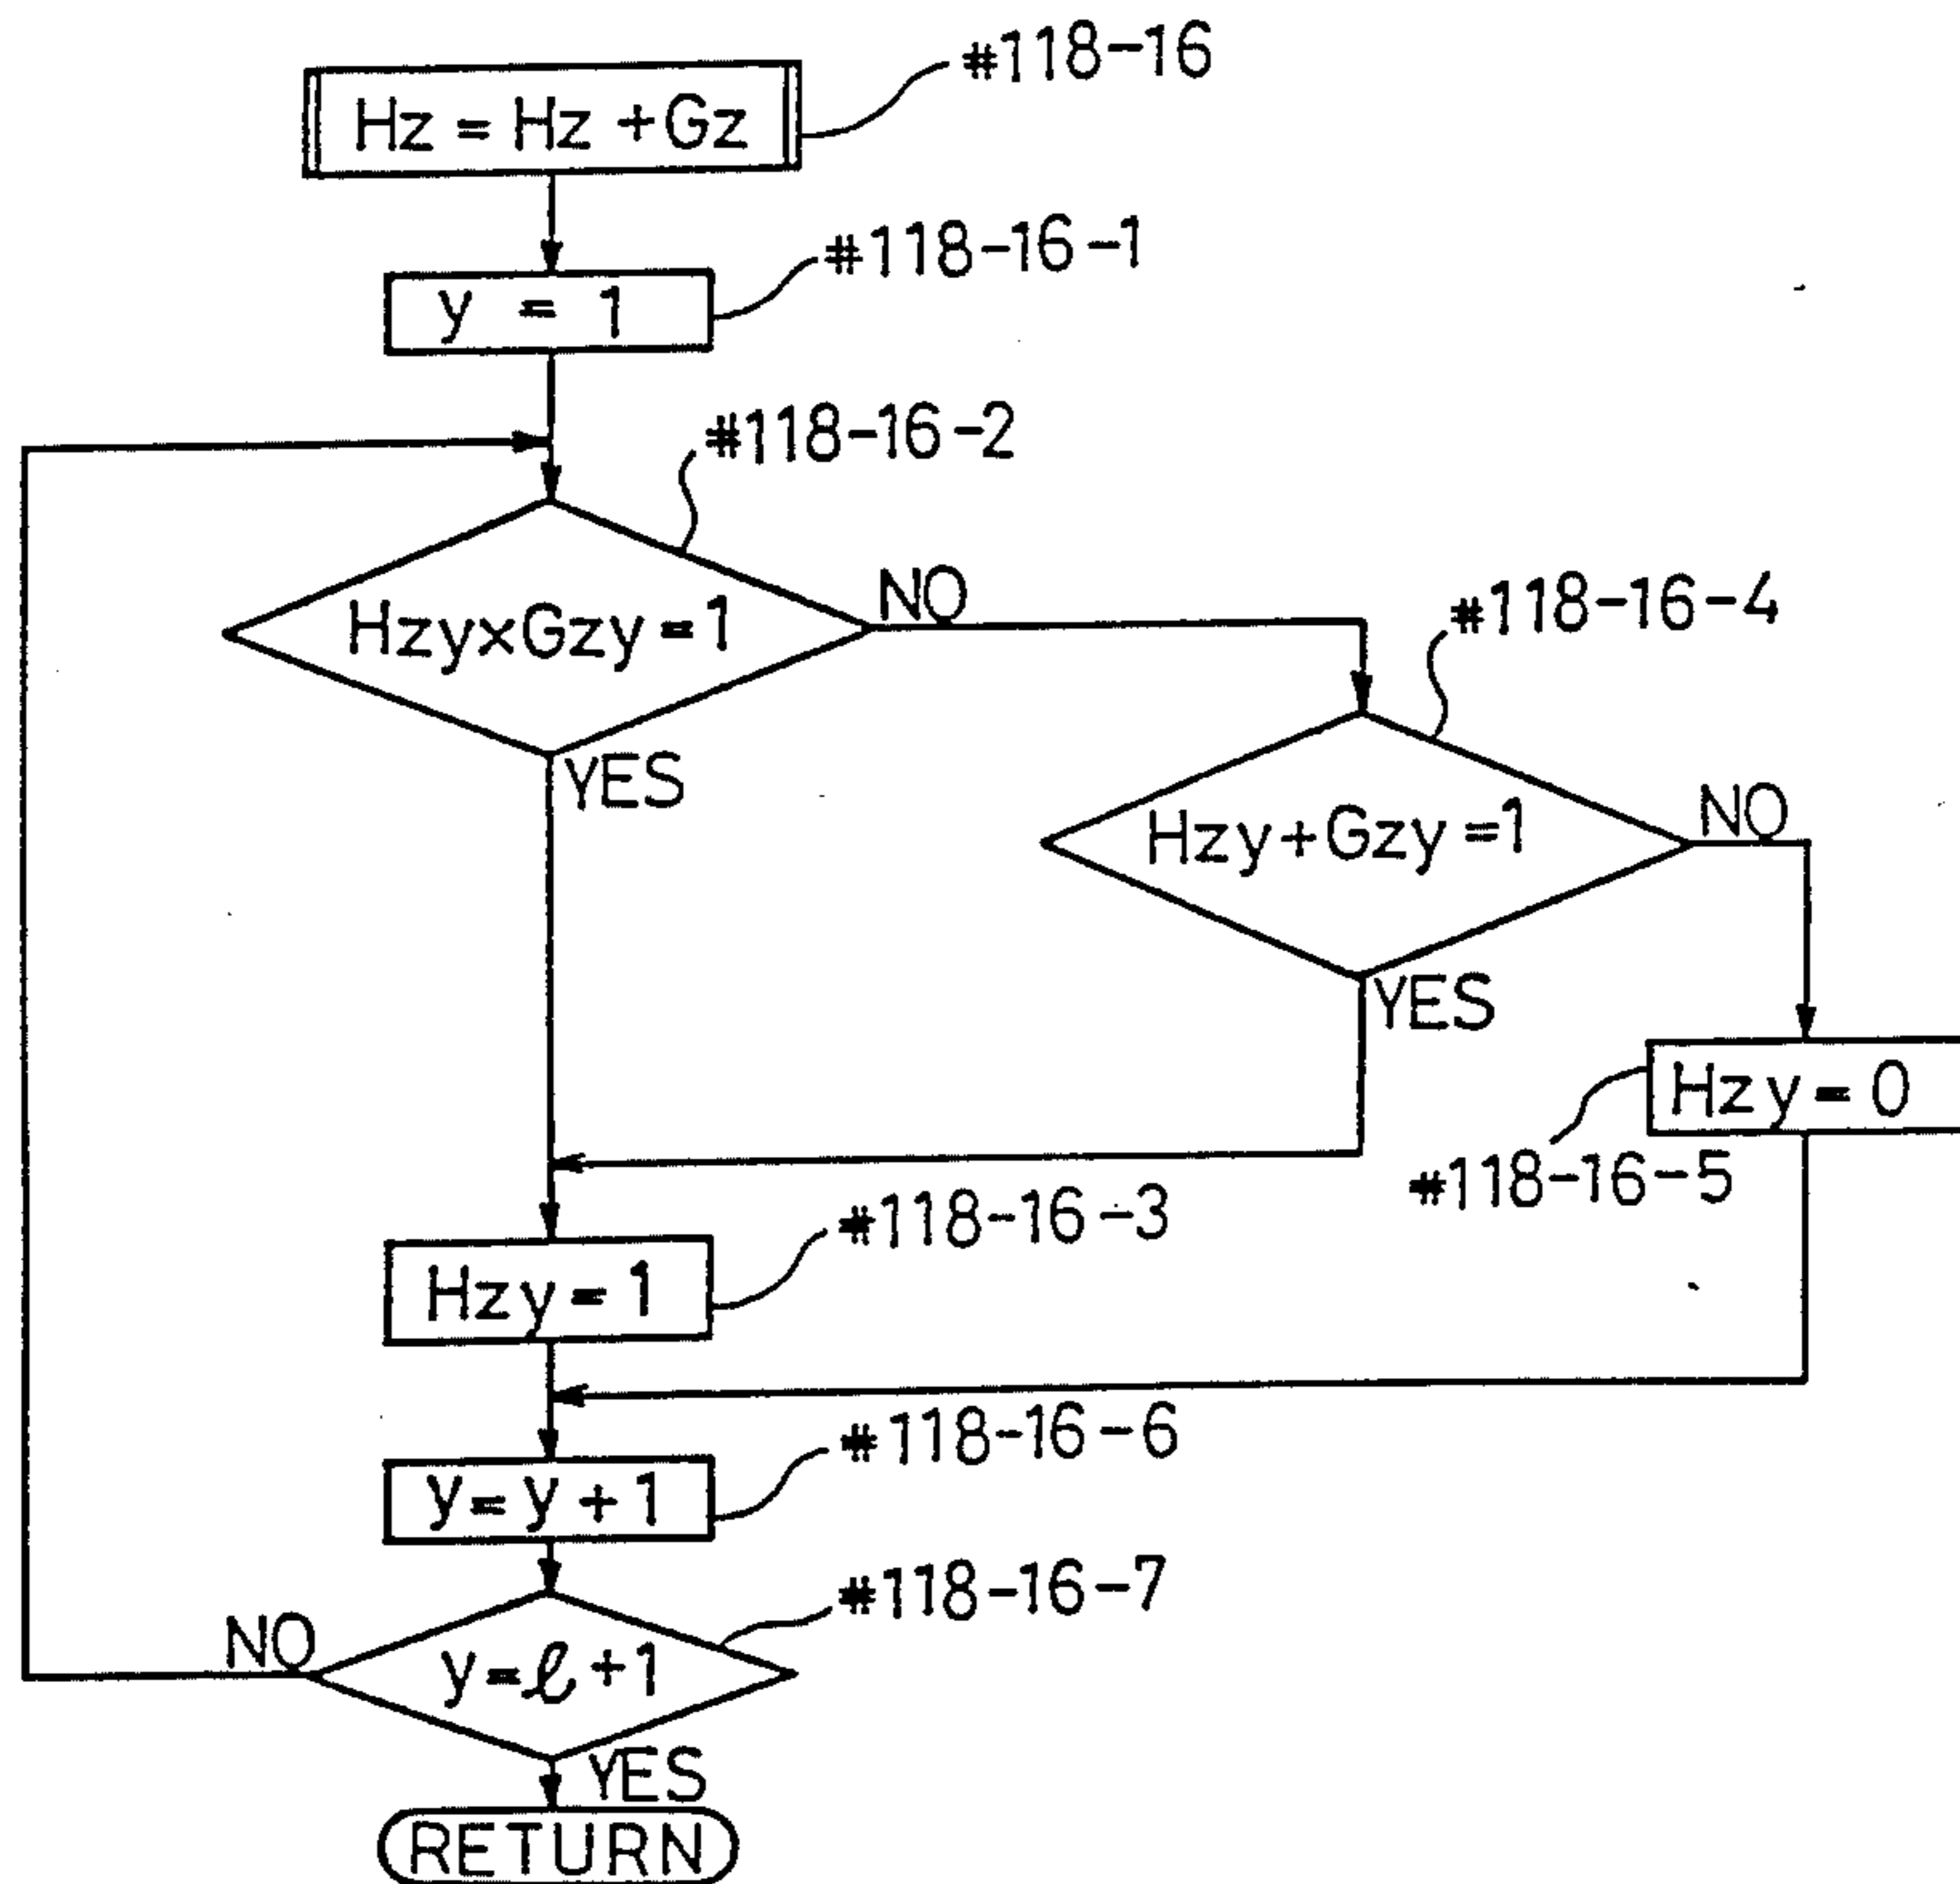 #118-16
Hz = Hz + Gz
#118-16-1
y = 1
#118-16-2
Hzy×Gzy=1
NO
YES
#118-16-4
Hzy+Gzy=1
NO
YES
Hzy=0
#118-16-5
#118-16-3
Hzy=1
#118-16-6
y=y+1
#118-16-7
y=ℓ+1
NO
YES
RETURN